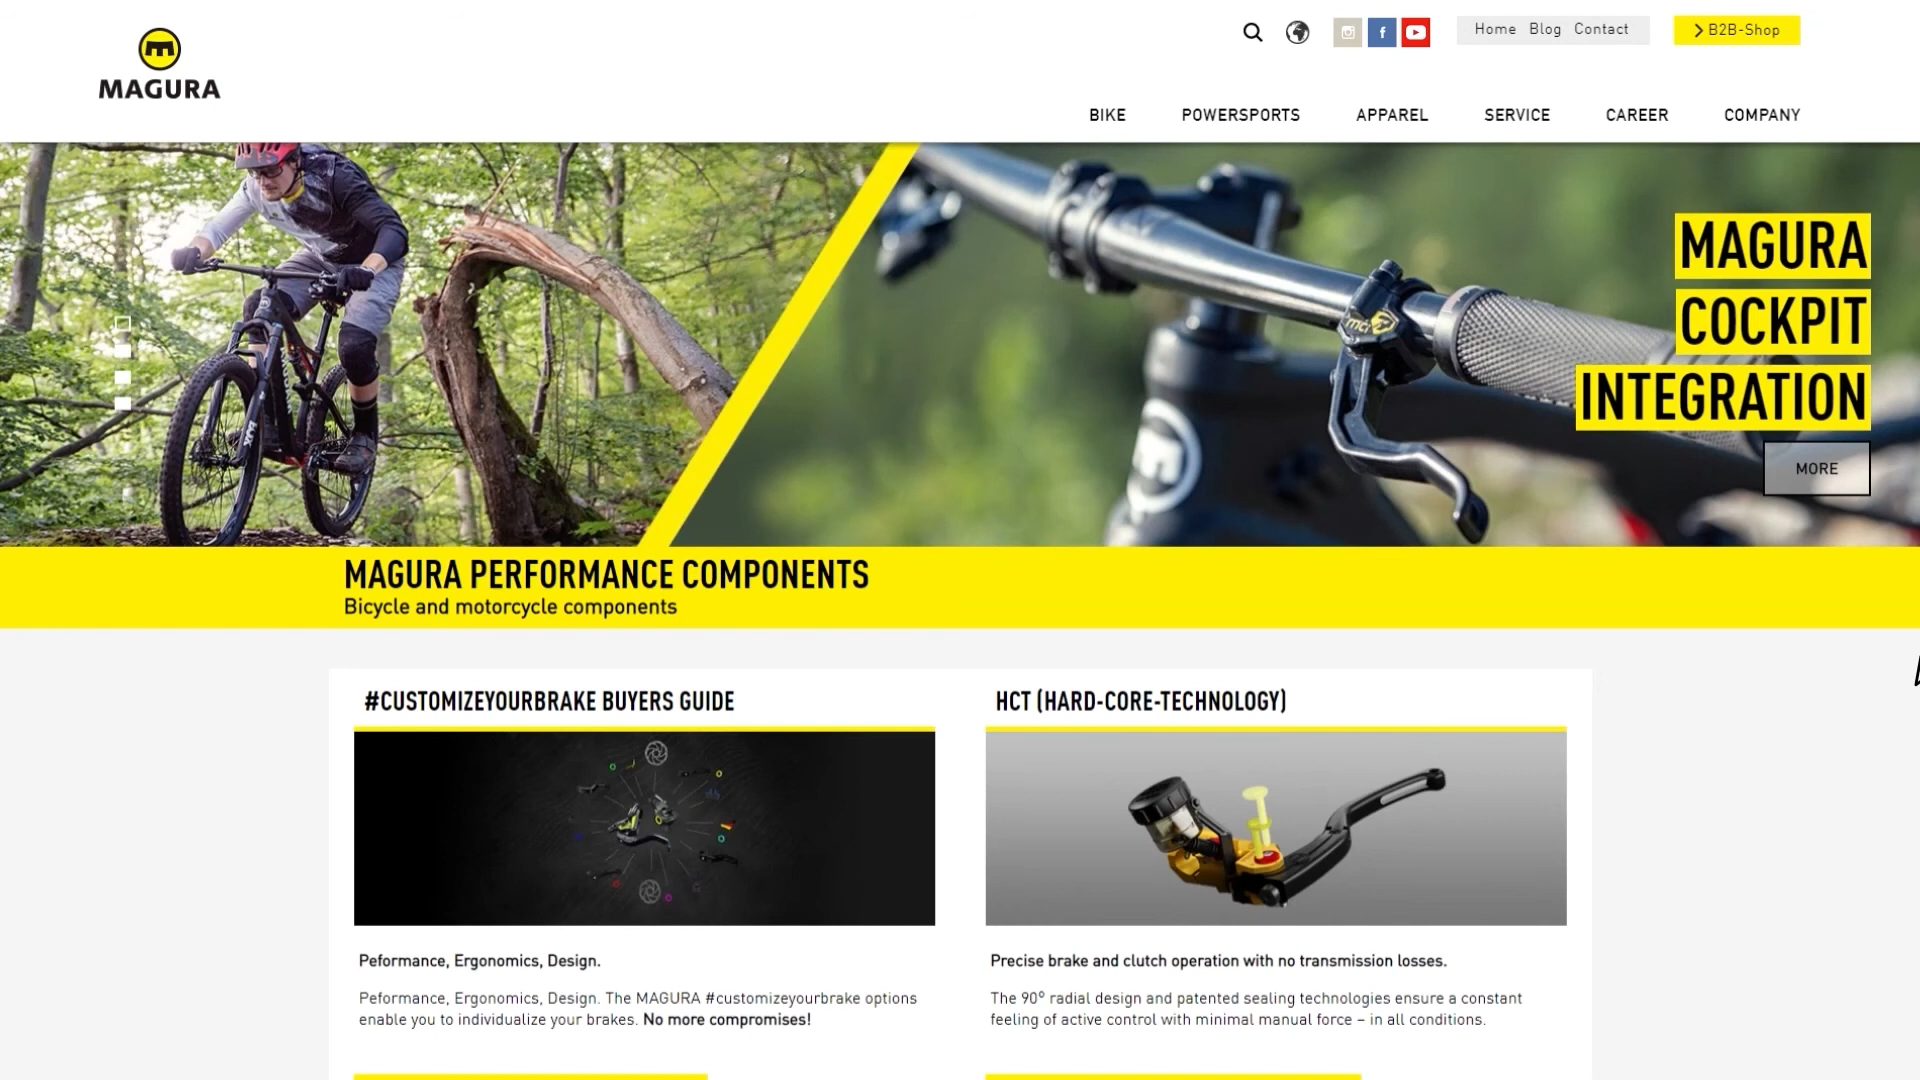 MAGURA
Home Blog Contact
B2B-Shop
BIKE POWERSPORTS APPAREL SERVICE CAREER COMPANY
MAGURA
COCKPIT
INTEGRATION
MORE
MAGURA PERFORMANCE COMPONENTS
Bicycle and motorcycle components
#CUSTOMIZEYOURBRAKE BUYERS GUIDE
HCT (HARD-CORE-TECHNOLOGY)
Peformance, Ergonomics, Design.
Peformance, Ergonomics, Design. The MAGURA #customizeyourbrake options
enable you to individualize your brakes. No more compromises!
Precise brake and clutch operation with no transmission losses.
The 90° radial design and patented sealing technologies ensure a constant
feeling of active control with minimal manual force – in all conditions.